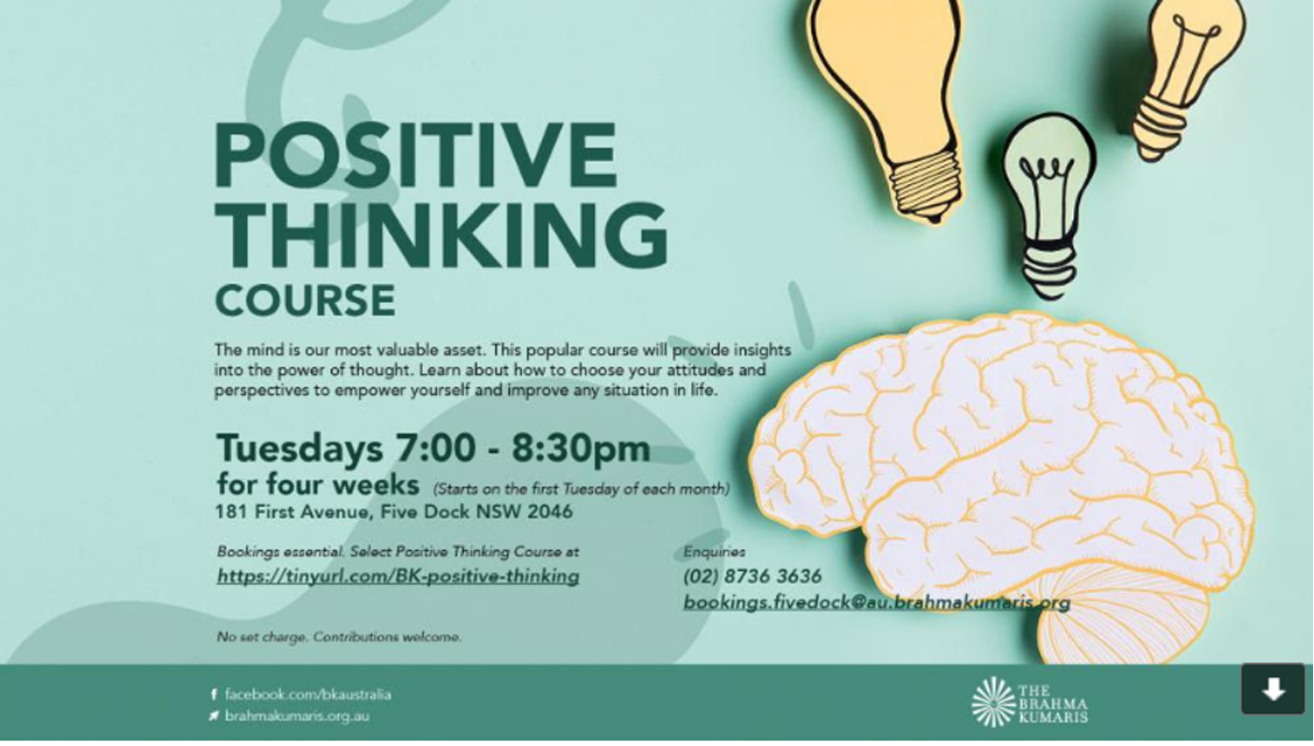 POSITIVE
THINKING
COURSE
The mind is our most valuable asset. This popular course will provide insights
into the power of thought. Learn about how to choose your attitudes and
perspectives to empower yourself and improve any situation in life.
Tuesdays 7:00 - 8:30pm
for four weeks (Starts on the first Tuesday of each month)
181 First Avenue, Five Dock NSW 2046
Bookings essential. Select Positive Thinking Course at
https://tinyurl.com/BK-positive-thinking
Enquiries
(02) 8736 3636
bookings.fivedock@au.brahmakumaris.org
No set charge. Contributions welcome.
f facebook.com/bkaustralia
brahmakumaris.org.au
THE
BRAHMA
KUMARIS